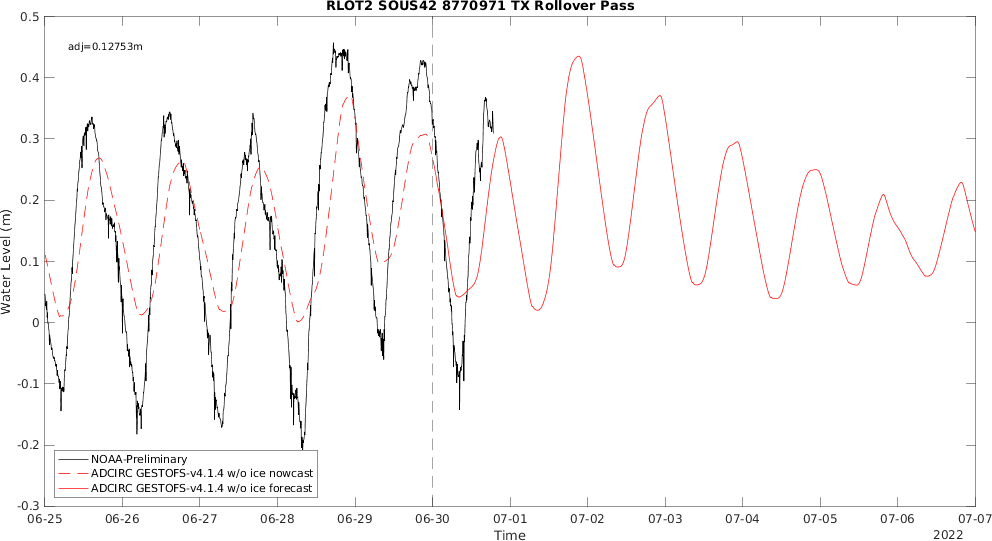 RLOT2 SOUS42 8770971 TX Rollover Pass
adj=0.12753m
0.5
0.4
0.3
0.2
0.1
0
-0.1
-0.2
-0.3
Water Level (m)
NOAA-Preliminary
ADCIRC GESTOFS-v4.1.4 w/o ice nowcast
ADCIRC GESTOFS-v4.1.4 w/o ice forecast
06-25 06-26 06-27 06-28 06-29 06-30 07-01 07-02 07-03 07-04 07-05 07-06 07-07
Time
2022